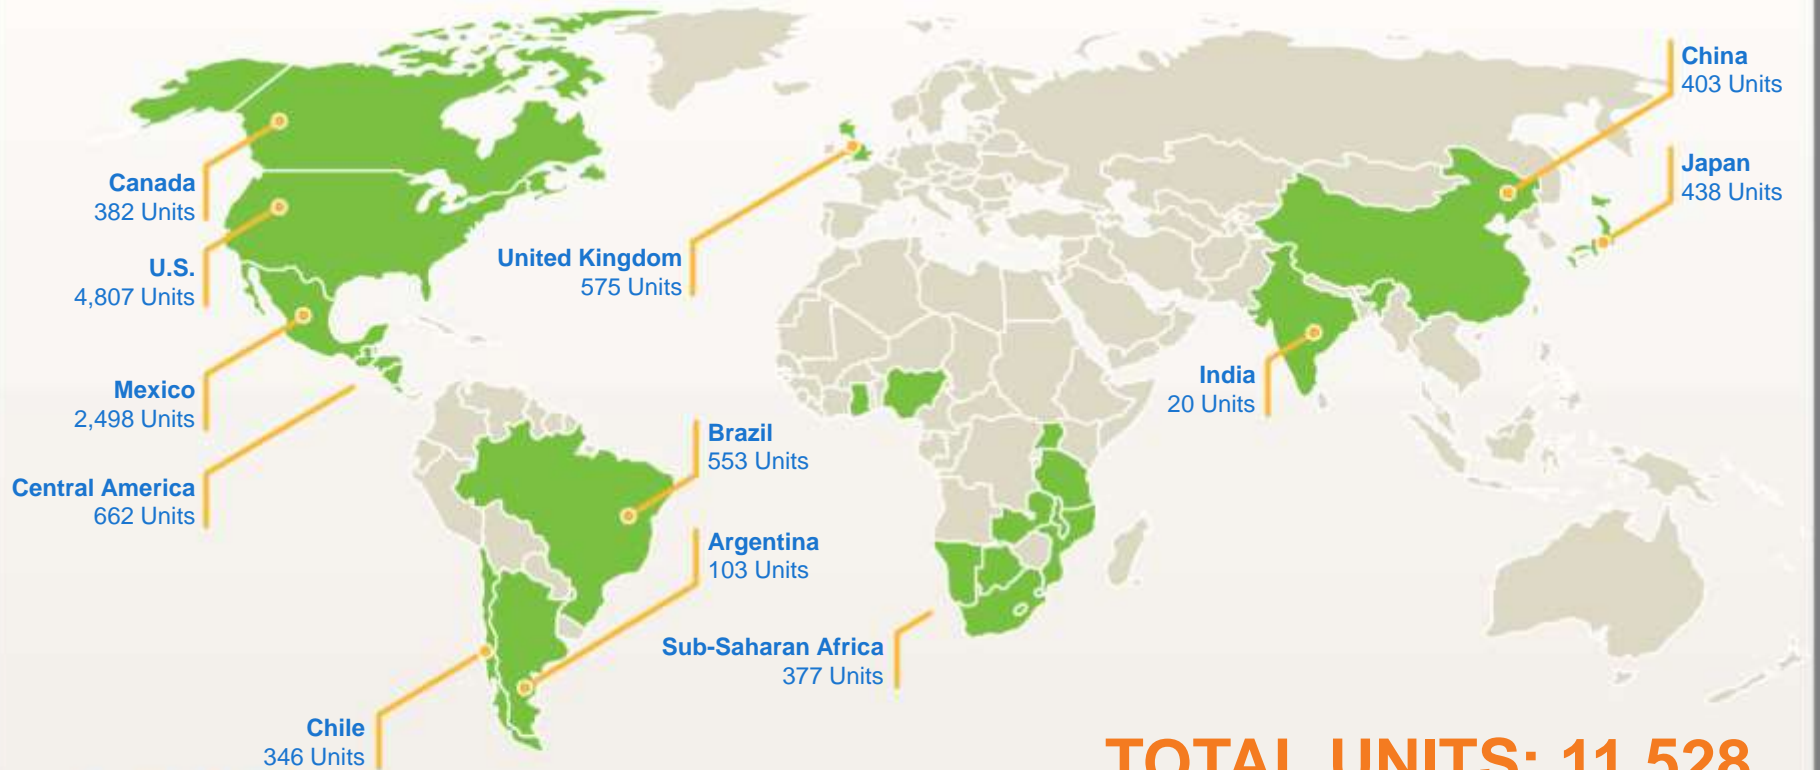 China
403 Units
Japan
438 Units
Canada
382 Units
U.S.
4,807 Units
United Kingdom
575 Units
Mexico
2,498 Units
India
20 Units
Central America
662 Units
Brazil
553 Units
Argentina
103 Units
Sub-Saharan Africa
377 Units
Chile
346 Units
TOTAL UNITS: 11,528